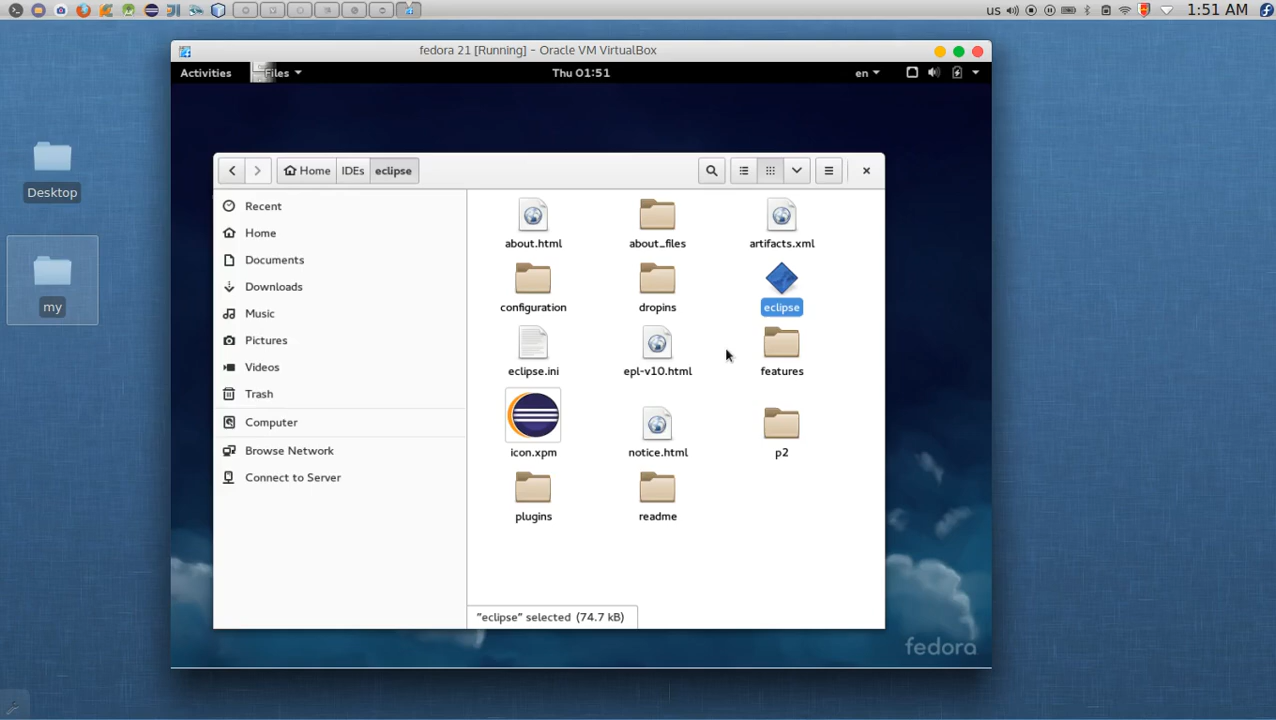 us
1:51 AM
fedora 21 [Running] - Oracle VM VirtualBox
Activities
Files
Thu 01:51
en
Home
IDEs
eclipse
Recent
Home
Documents
Downloads
Music
Pictures
Videos
Trash
Computer
Browse Network
Connect to Server
about.html
about_files
artifacts.xml
configuration
dropins
eclipse
eclipse.ini
epl-v10.html
features
icon.xpm
notice.html
p2
plugins
readme
"eclipse" selected (74.7 kB)
Desktop
my
fedora